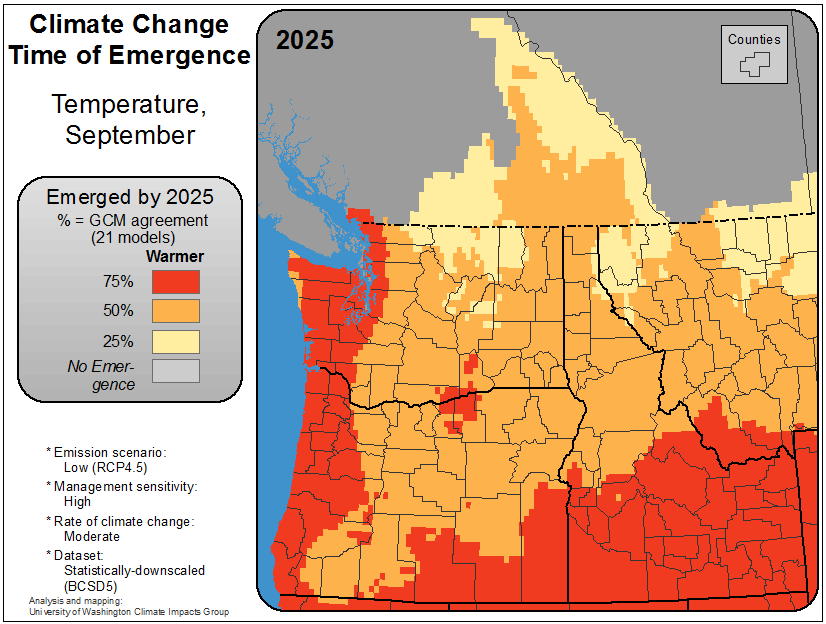 Climate Change
Time of Emergence
Temperature,
September
Emerged by 2025
% = GCM agreement
(21 models)
Warmer
75%
50%
25%
No Emer-
gence
* Emission scenario:
Low (RCP4.5)
* Management sensitivity:
High
* Rate of climate change:
Moderate
* Dataset:
Statistically-downscaled
(BCSD5)
Analysis and mapping:
University of Washington Climate Impacts Group
2025
Counties